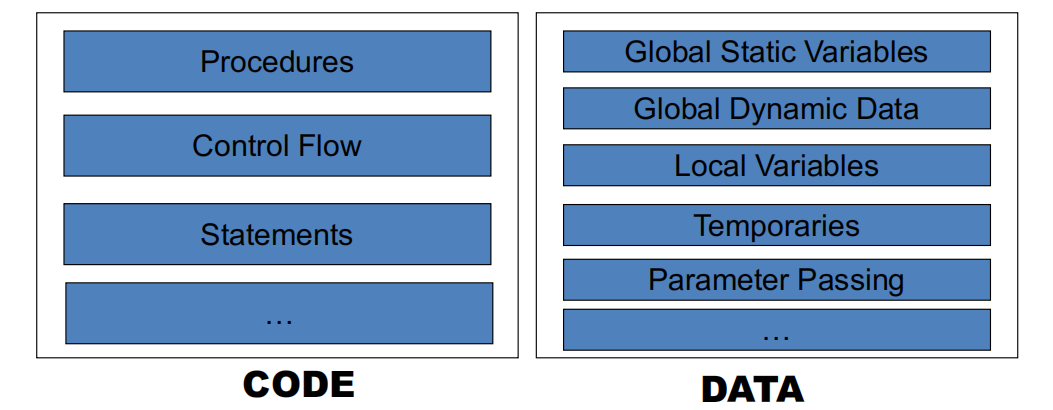 Procedures
Control Flow
Statements
…
CODE
Global Static Variables
Global Dynamic Data
Local Variables
Temporaries
Parameter Passing
…
DATA